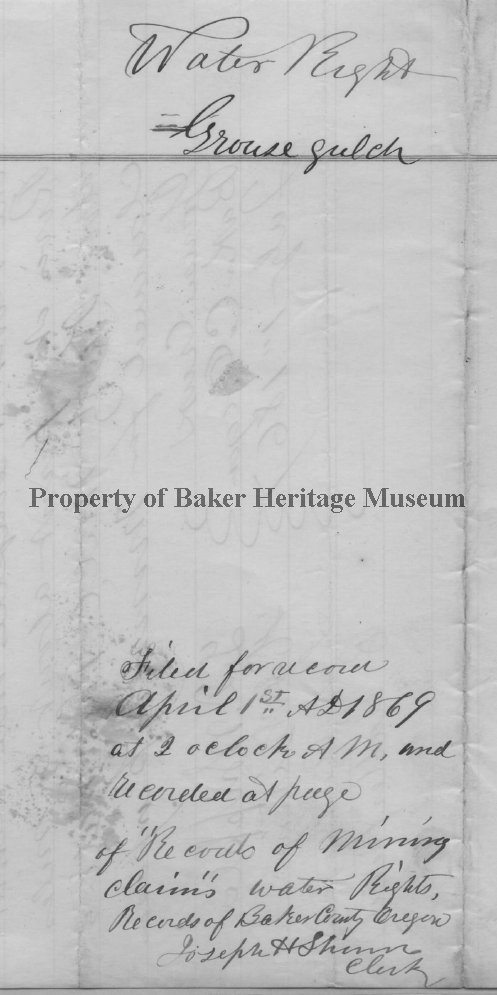 Water Right
Grouse gulch
Property of Baker Heritage Museum
Filed for record
April 1st AD 1869
at 2 oclock A M, and
recorded at page
of "Records of Mining
claim's water Rights,
Records of Baker County Oregon
Joseph H Shinn
Clerk